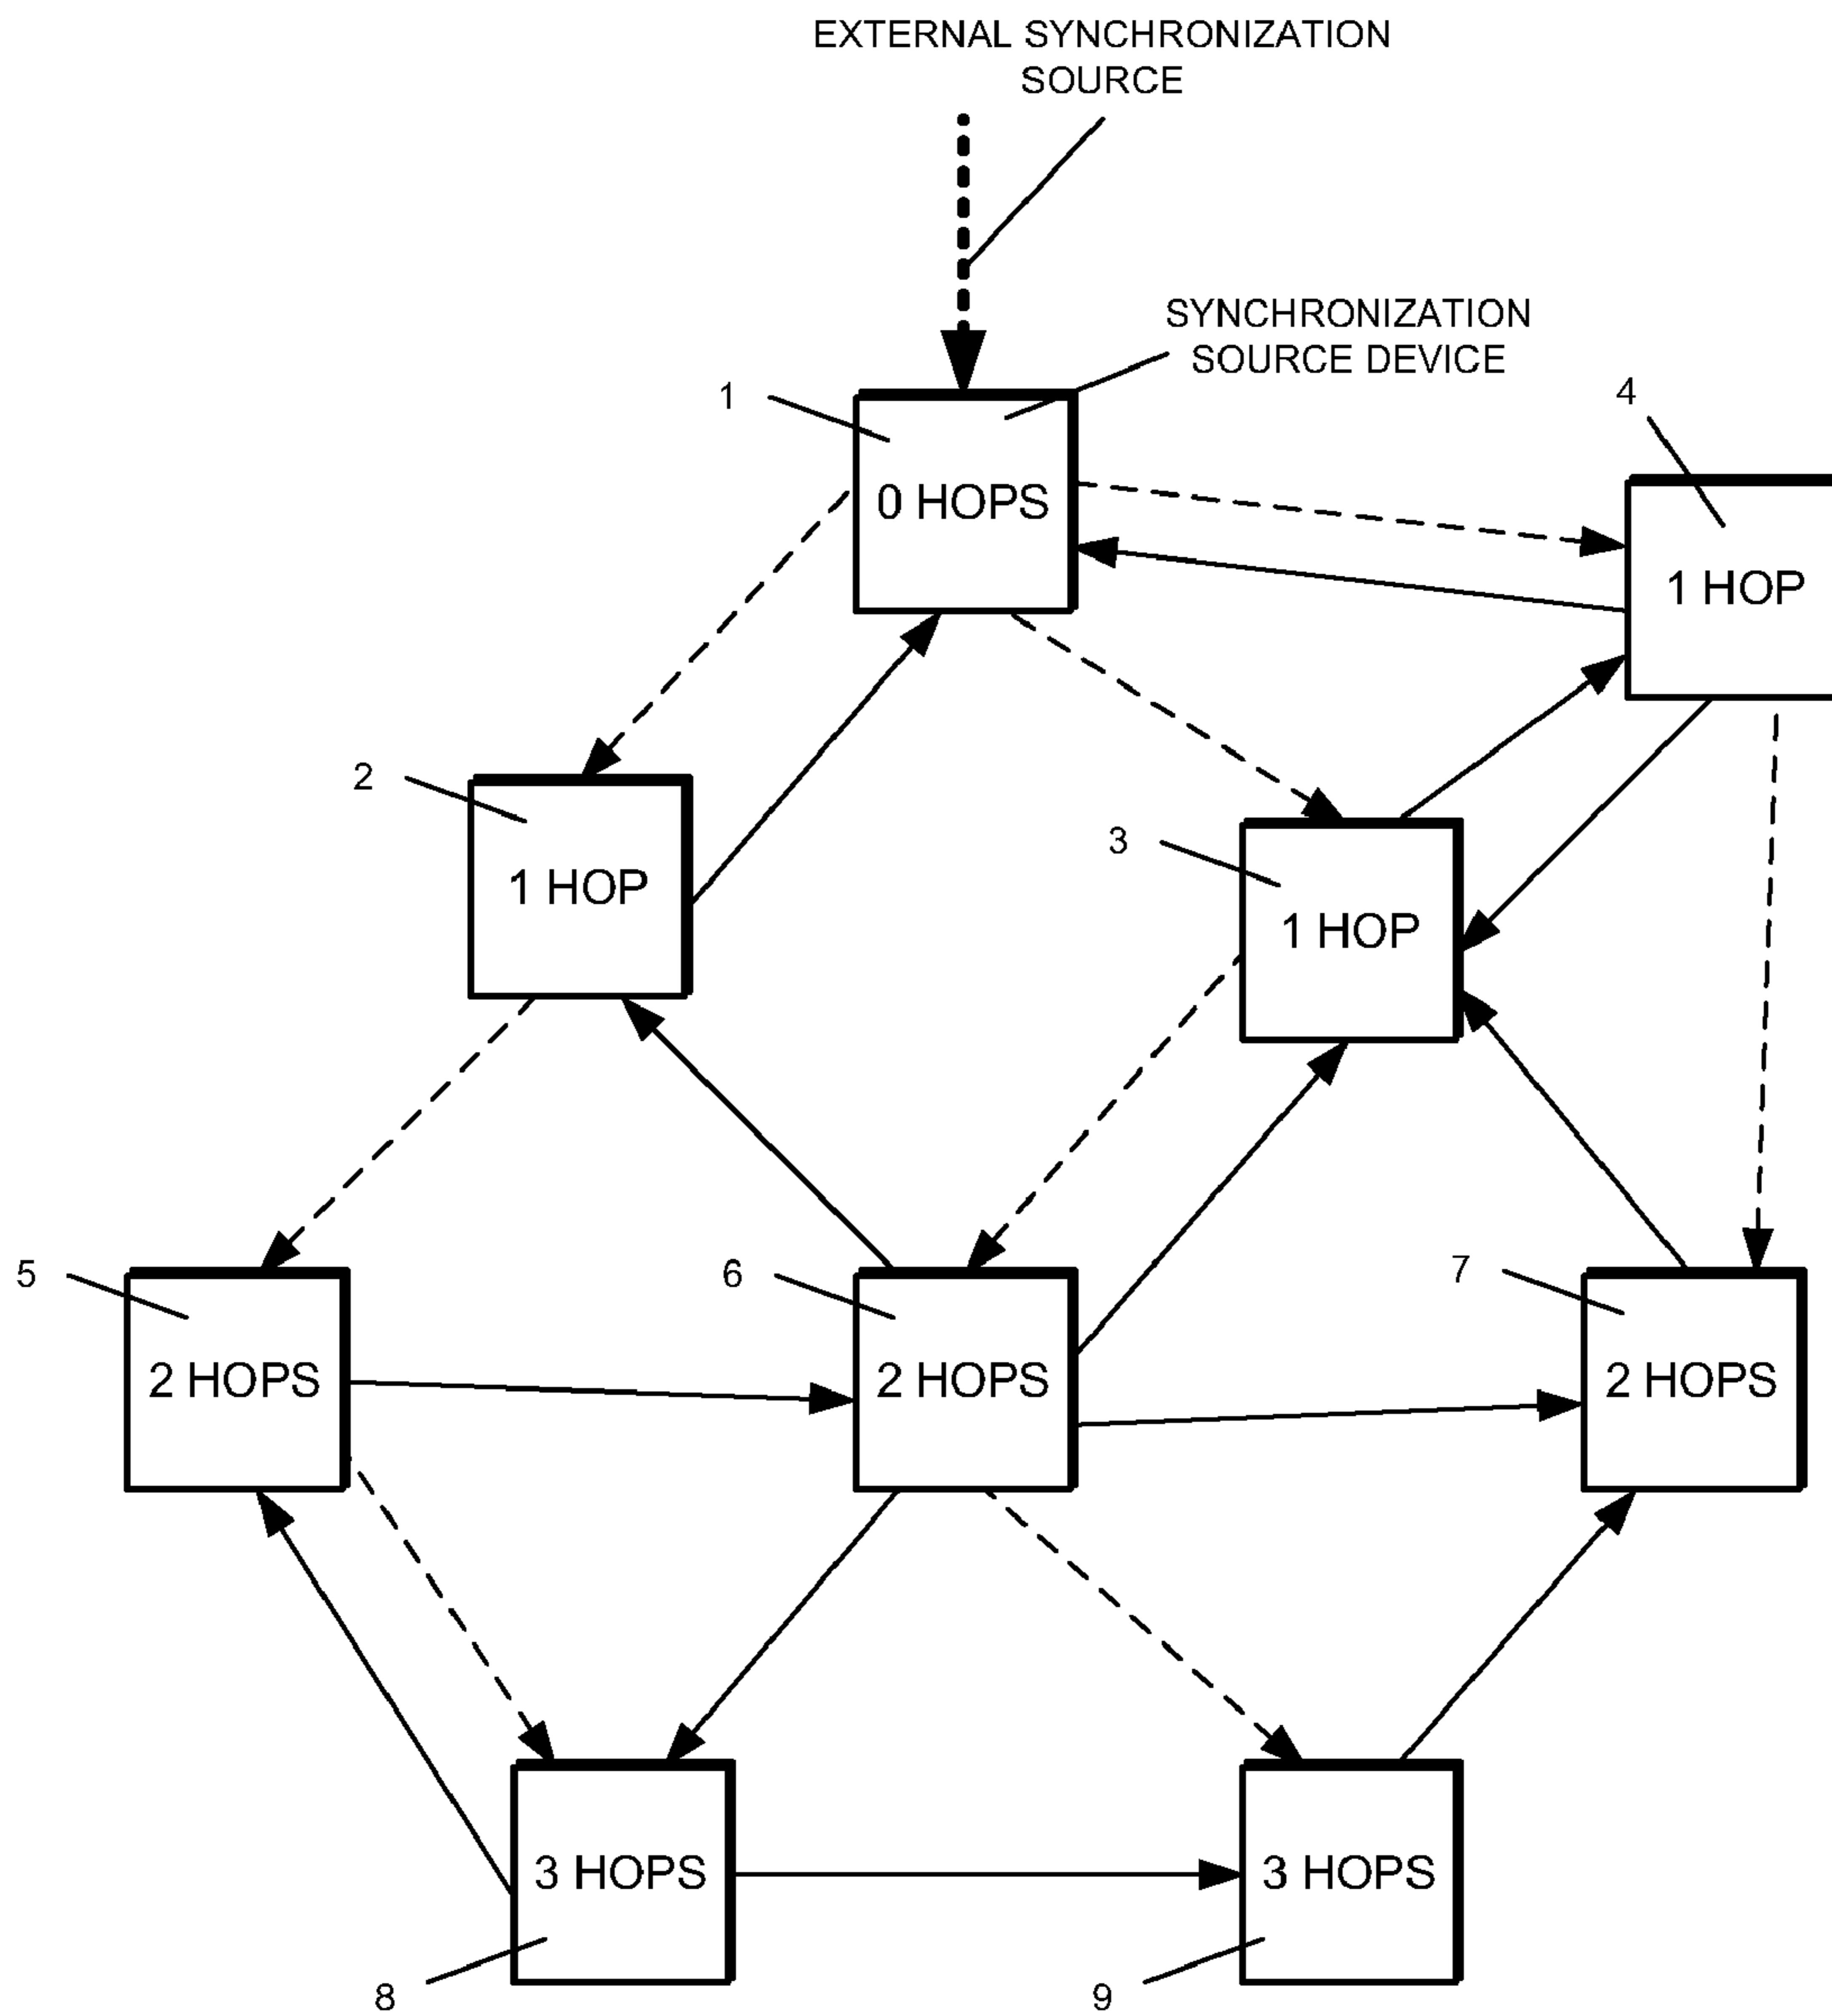 EXTERNAL SYNCHRONIZATION
SOURCE
SYNCHRONIZATION
SOURCE DEVICE
1
4
0 HOPS
1 HOP
2
3
1 HOP
1 HOP
5
6
7
2 HOPS
2 HOPS
2 HOPS
3 HOPS
3 HOPS
8
9